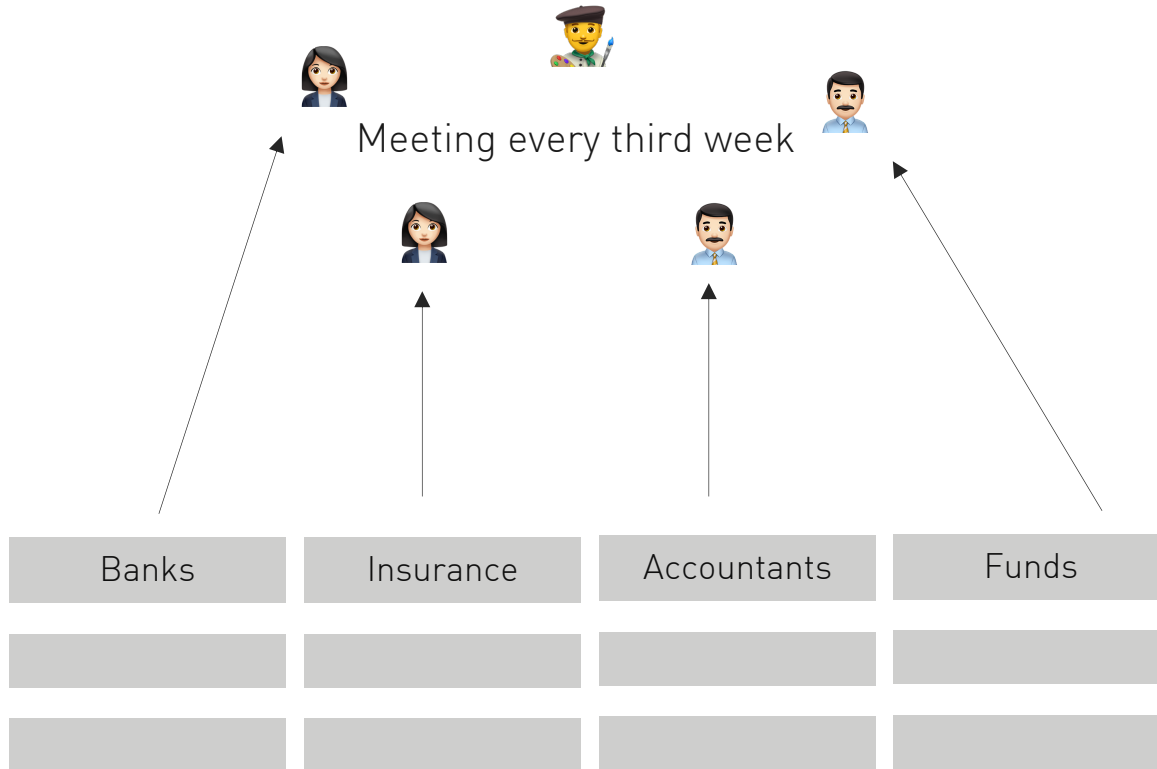 Meeting every third week
Banks
Insurance
Accountants
Funds